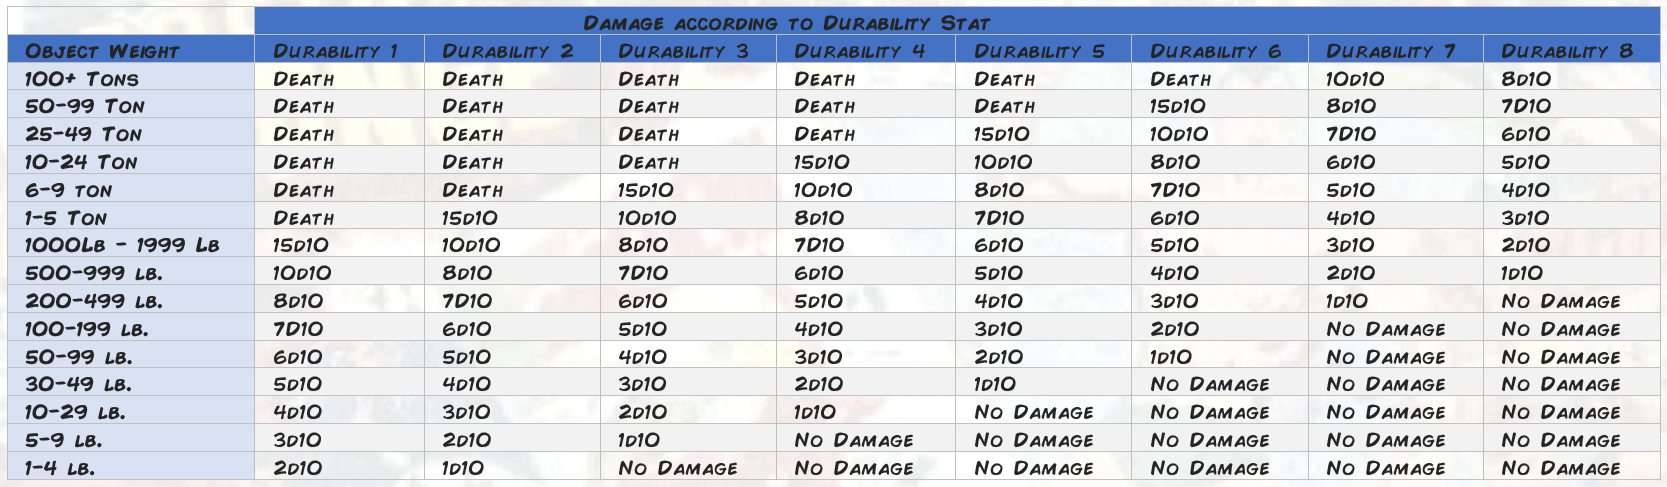 Damage according to Durability Stat
Object Weight Durability 1 Durability 2 Durability 3 Durability 4 Durability 5 Durability 6 Durability 7 Durability 8
100+ Tons Death Death Death Death Death Death 10d10 8d10
50-99 Ton Death Death Death Death Death 15d10 8d10 7D10
25-49 Ton Death Death Death Death 15d10 10d10 7D10 6d10
10-24 Ton Death Death Death 15d10 10d10 8d10 6d10 5d10
6-9 ton Death Death 15d10 10d10 8d10 7D10 5d10 4d10
1-5 Ton Death 15d10 10d10 8d10 7D10 6d10 4d10 3d10
1000Lb - 1999 Lb 15d10 10d10 8d10 7D10 6d10 5d10 3d10 2d10
500-999 lb. 10d10 8d10 7D10 6d10 5d10 4d10 2d10 1d10
200-499 lb. 8d10 7D10 6d10 5d10 4d10 3d10 1d10 No Damage
100-199 lb. 7D10 6d10 5d10 4d10 3d10 2d10 No Damage No Damage
50-99 lb. 6d10 5d10 4d10 3d10 2d10 1d10 No Damage No Damage
30-49 lb. 5d10 4d10 3d10 2d10 1d10 No Damage No Damage No Damage
10-29 lb. 4d10 3d10 2d10 1d10 No Damage No Damage No Damage No Damage
5-9 lb. 3d10 2d10 1d10 No Damage No Damage No Damage No Damage No Damage
1-4 lb. 2d10 1d10 No Damage No Damage No Damage No Damage No Damage No Damage